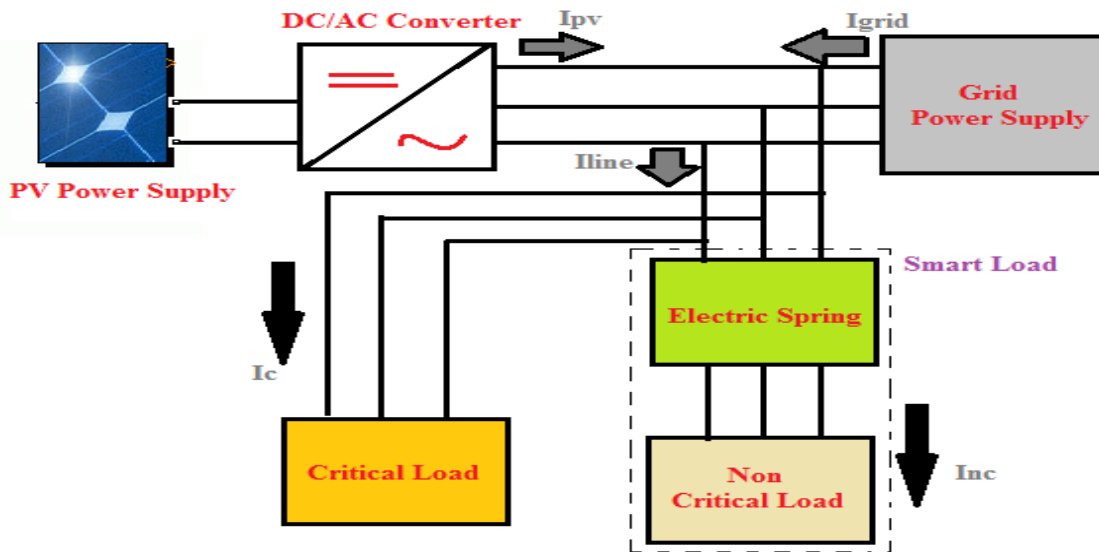 DC/AC Converter
Ipv
Igrid
Grid
Power Supply
Iline
PV Power Supply
Smart Load
Electric Spring
Ic
Critical Load
Non
Critical Load
Inc